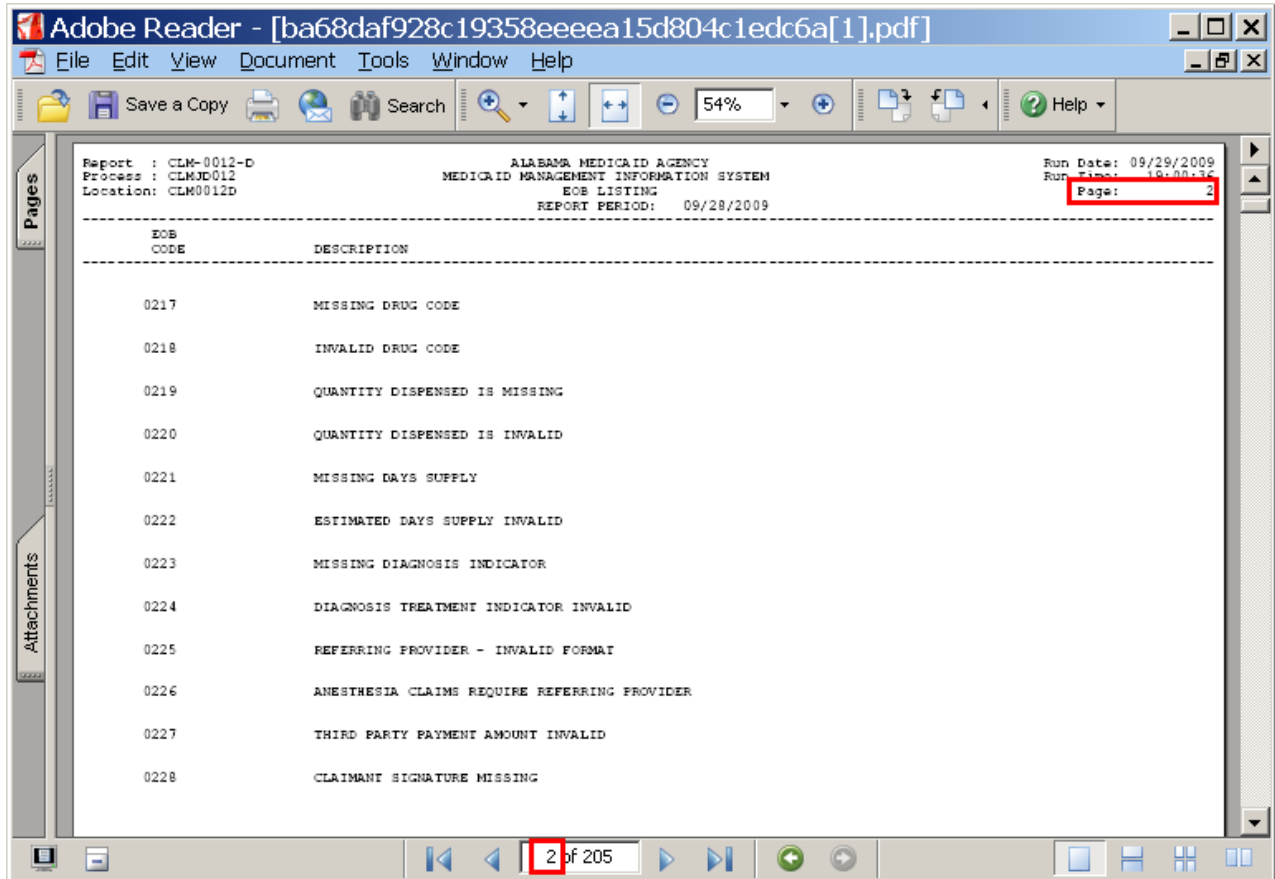 Adobe Reader - [ba68daf928c19358eeeea15d804c1edc6a[1].pdf]
File Edit View Document Tools Window Help
Save a Copy Search 54% Help
Pages
Attachments
Report : CLM-0012-D ALABAMA MEDICAID AGENCY Run Date: 09/29/2009
Process : CLMJD012 MEDICAID MANAGEMENT INFORMATION SYSTEM Run Time: 19:00:36
Location: CLM0012D EOB LISTING Page: 2
REPORT PERIOD: 09/28/2009
EOB
CODE DESCRIPTION
0217 MISSING DRUG CODE
0218 INVALID DRUG CODE
0219 QUANTITY DISPENSED IS MISSING
0220 QUANTITY DISPENSED IS INVALID
0221 MISSING DAYS SUPPLY
0222 ESTIMATED DAYS SUPPLY INVALID
0223 MISSING DIAGNOSIS INDICATOR
0224 DIAGNOSIS TREATMENT INDICATOR INVALID
0225 REFERRING PROVIDER - INVALID FORMAT
0226 ANESTHESIA CLAIMS REQUIRE REFERRING PROVIDER
0227 THIRD PARTY PAYMENT AMOUNT INVALID
0228 CLAIMANT SIGNATURE MISSING
2 of 205